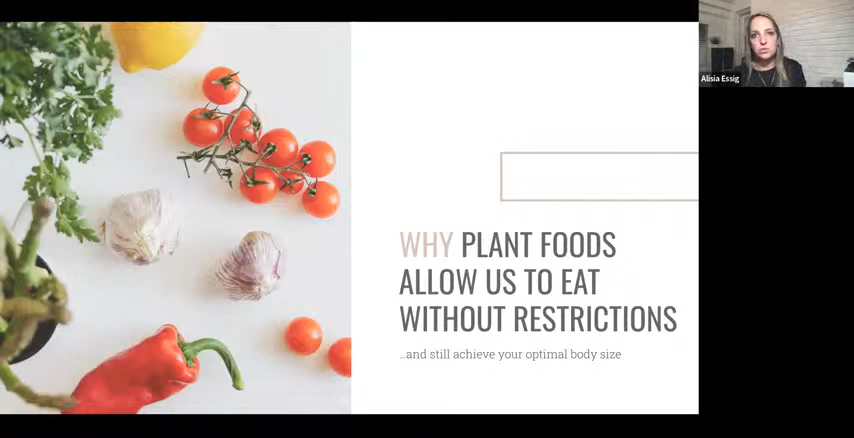 Alisia Essig
WHY PLANT FOODS
ALLOW US TO EAT
WITHOUT RESTRICTIONS
...and still achieve your optimal body size